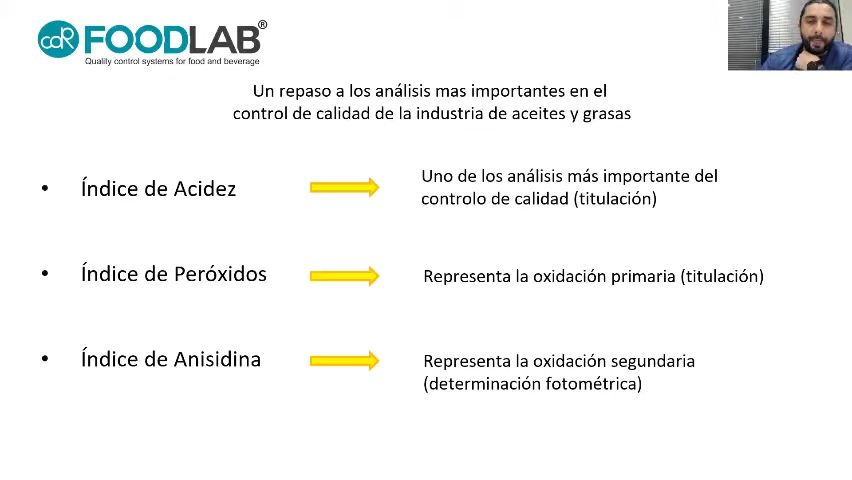 CDR FOODLAB®
Quality control systems for food and beverage
Un repaso a los análisis mas importantes en el
control de calidad de la industria de aceites y grasas
• Índice de Acidez
Uno de los análisis más importante del
controlo de calidad (titulación)
• Índice de Peróxidos
Representa la oxidación primaria (titulación)
• Índice de Anisidina
Representa la oxidación segundaria
(determinación fotométrica)